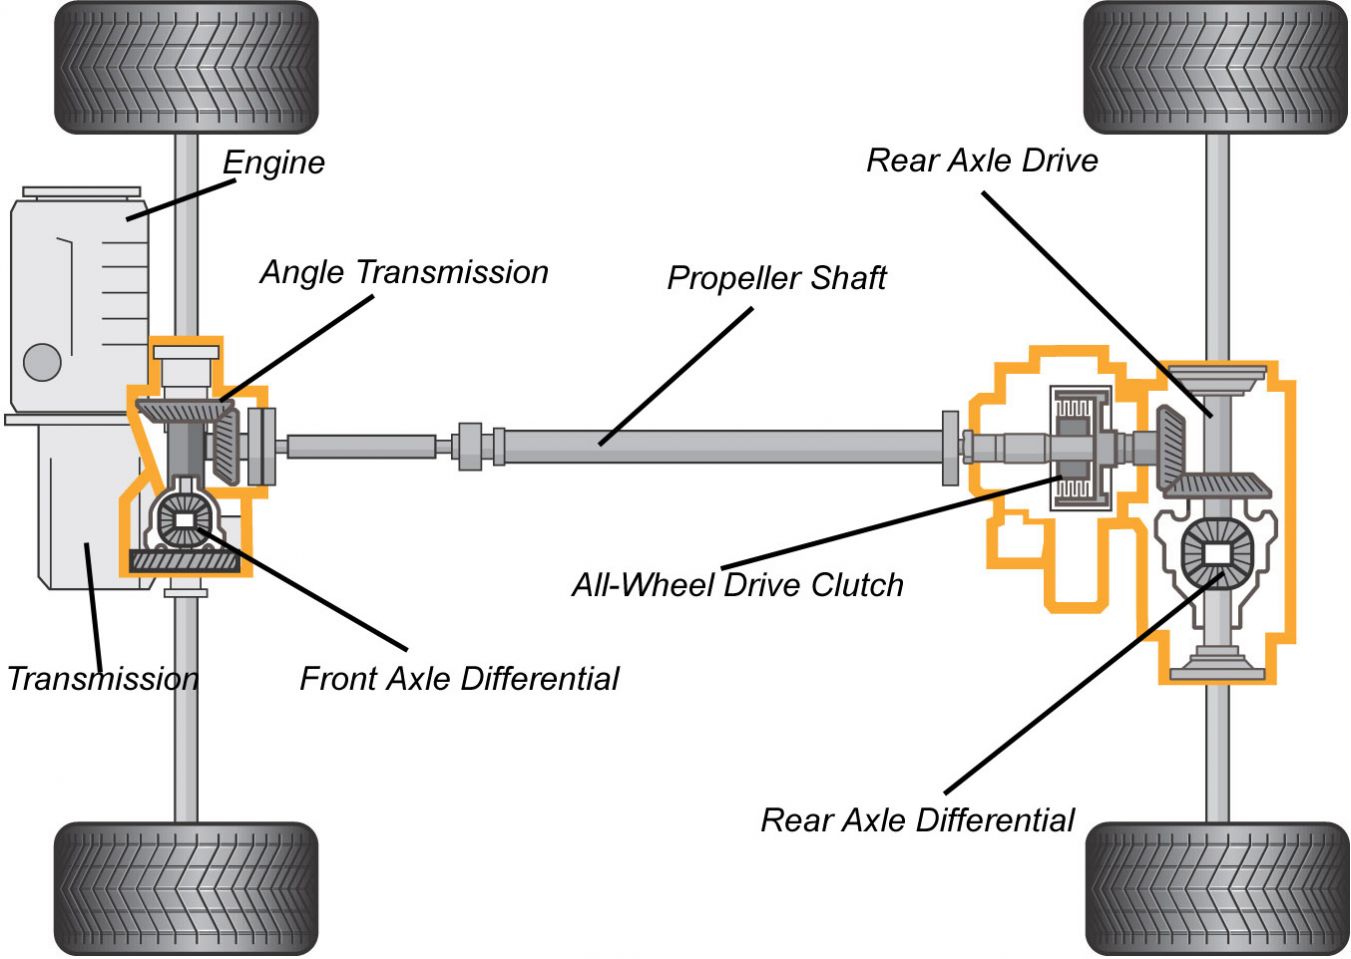 Engine
Rear Axle Drive
Angle Transmission
Propeller Shaft
All-Wheel Drive Clutch
Transmission
Front Axle Differential
Rear Axle Differential